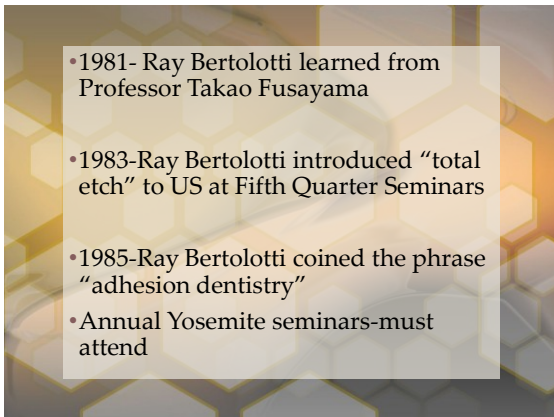 •1981- Ray Bertolotti learned from
Professor Takao Fusayama
•1983-Ray Bertolotti introduced “total
etch” to US at Fifth Quarter Seminars
•1985-Ray Bertolotti coined the phrase
“adhesion dentistry”
•Annual Yosemite seminars-must
attend